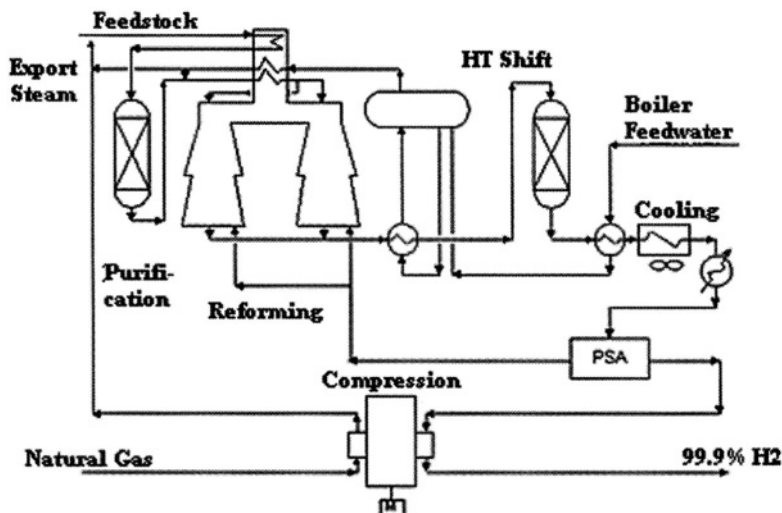 Feedstock
Export
Steam
HT Shift
Boiler
Feedwater
Cooling
Purifi-
cation
Reforming
PSA
Compression
Natural Gas
99.9% H2
M